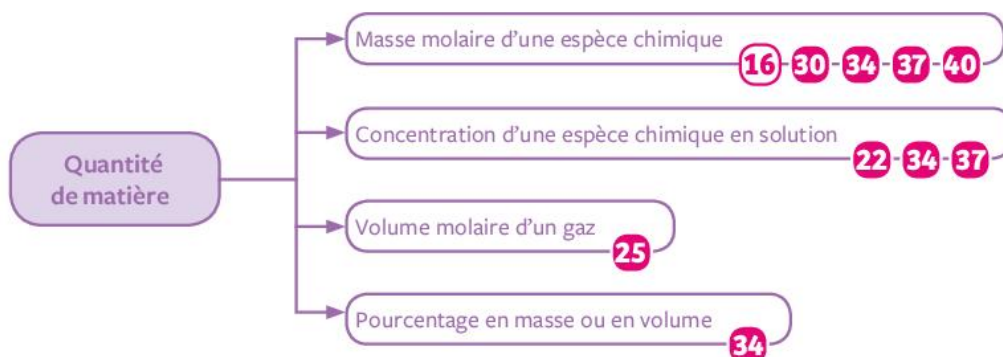 Masse molaire d'une espèce chimique
16 - 30 - 34 - 37 - 40
Concentration d'une espèce chimique en solution
22 - 34 - 37
Quantité
de matière
Volume molaire d'un gaz
25
Pourcentage en masse ou en volume
34